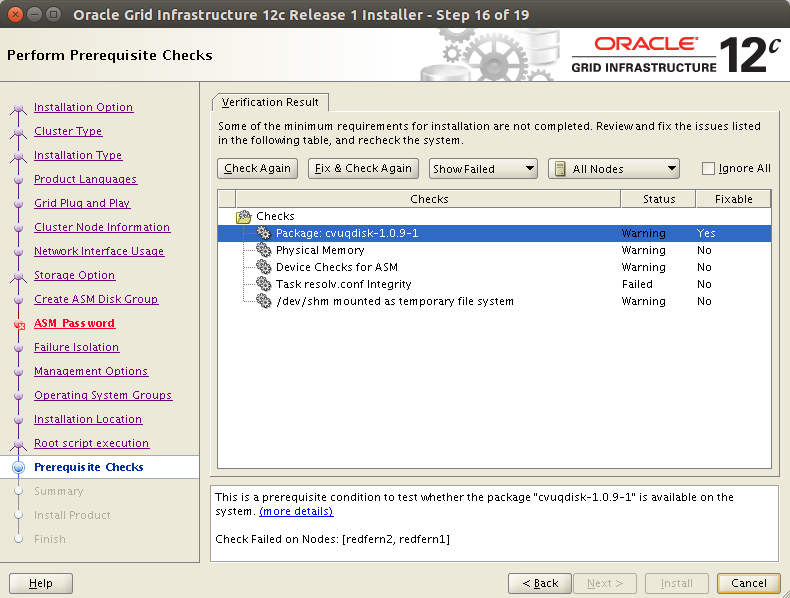 Oracle Grid Infrastructure 12c Release 1 Installer - Step 16 of 19
Perform Prerequisite Checks
ORACLE®
GRID INFRASTRUCTURE
12c
Installation Option
Cluster Type
Installation Type
Product Languages
Grid Plug and Play
Cluster Node Information
Network Interface Usage
Storage Option
Create ASM Disk Group
ASM Password
Failure Isolation
Management Options
Operating System Groups
Installation Location
Root script execution
Prerequisite Checks
Summary
Install Product
Finish
Verification Result
Some of the minimum requirements for installation are not completed. Review and fix the issues listed
in the following table, and recheck the system.
Check Again Fix & Check Again Show Failed All Nodes Ignore All
Checks Status Fixable
Checks
Package: cvuqdisk-1.0.9-1 Warning Yes
Physical Memory Warning No
Device Checks for ASM Warning No
Task resolv.conf Integrity Failed No
/dev/shm mounted as temporary file system Warning No
This is a prerequisite condition to test whether the package "cvuqdisk-1.0.9-1" is available on the
system. (more details)
Check Failed on Nodes: [redfern2, redfern1]
Help < Back Next > Install Cancel